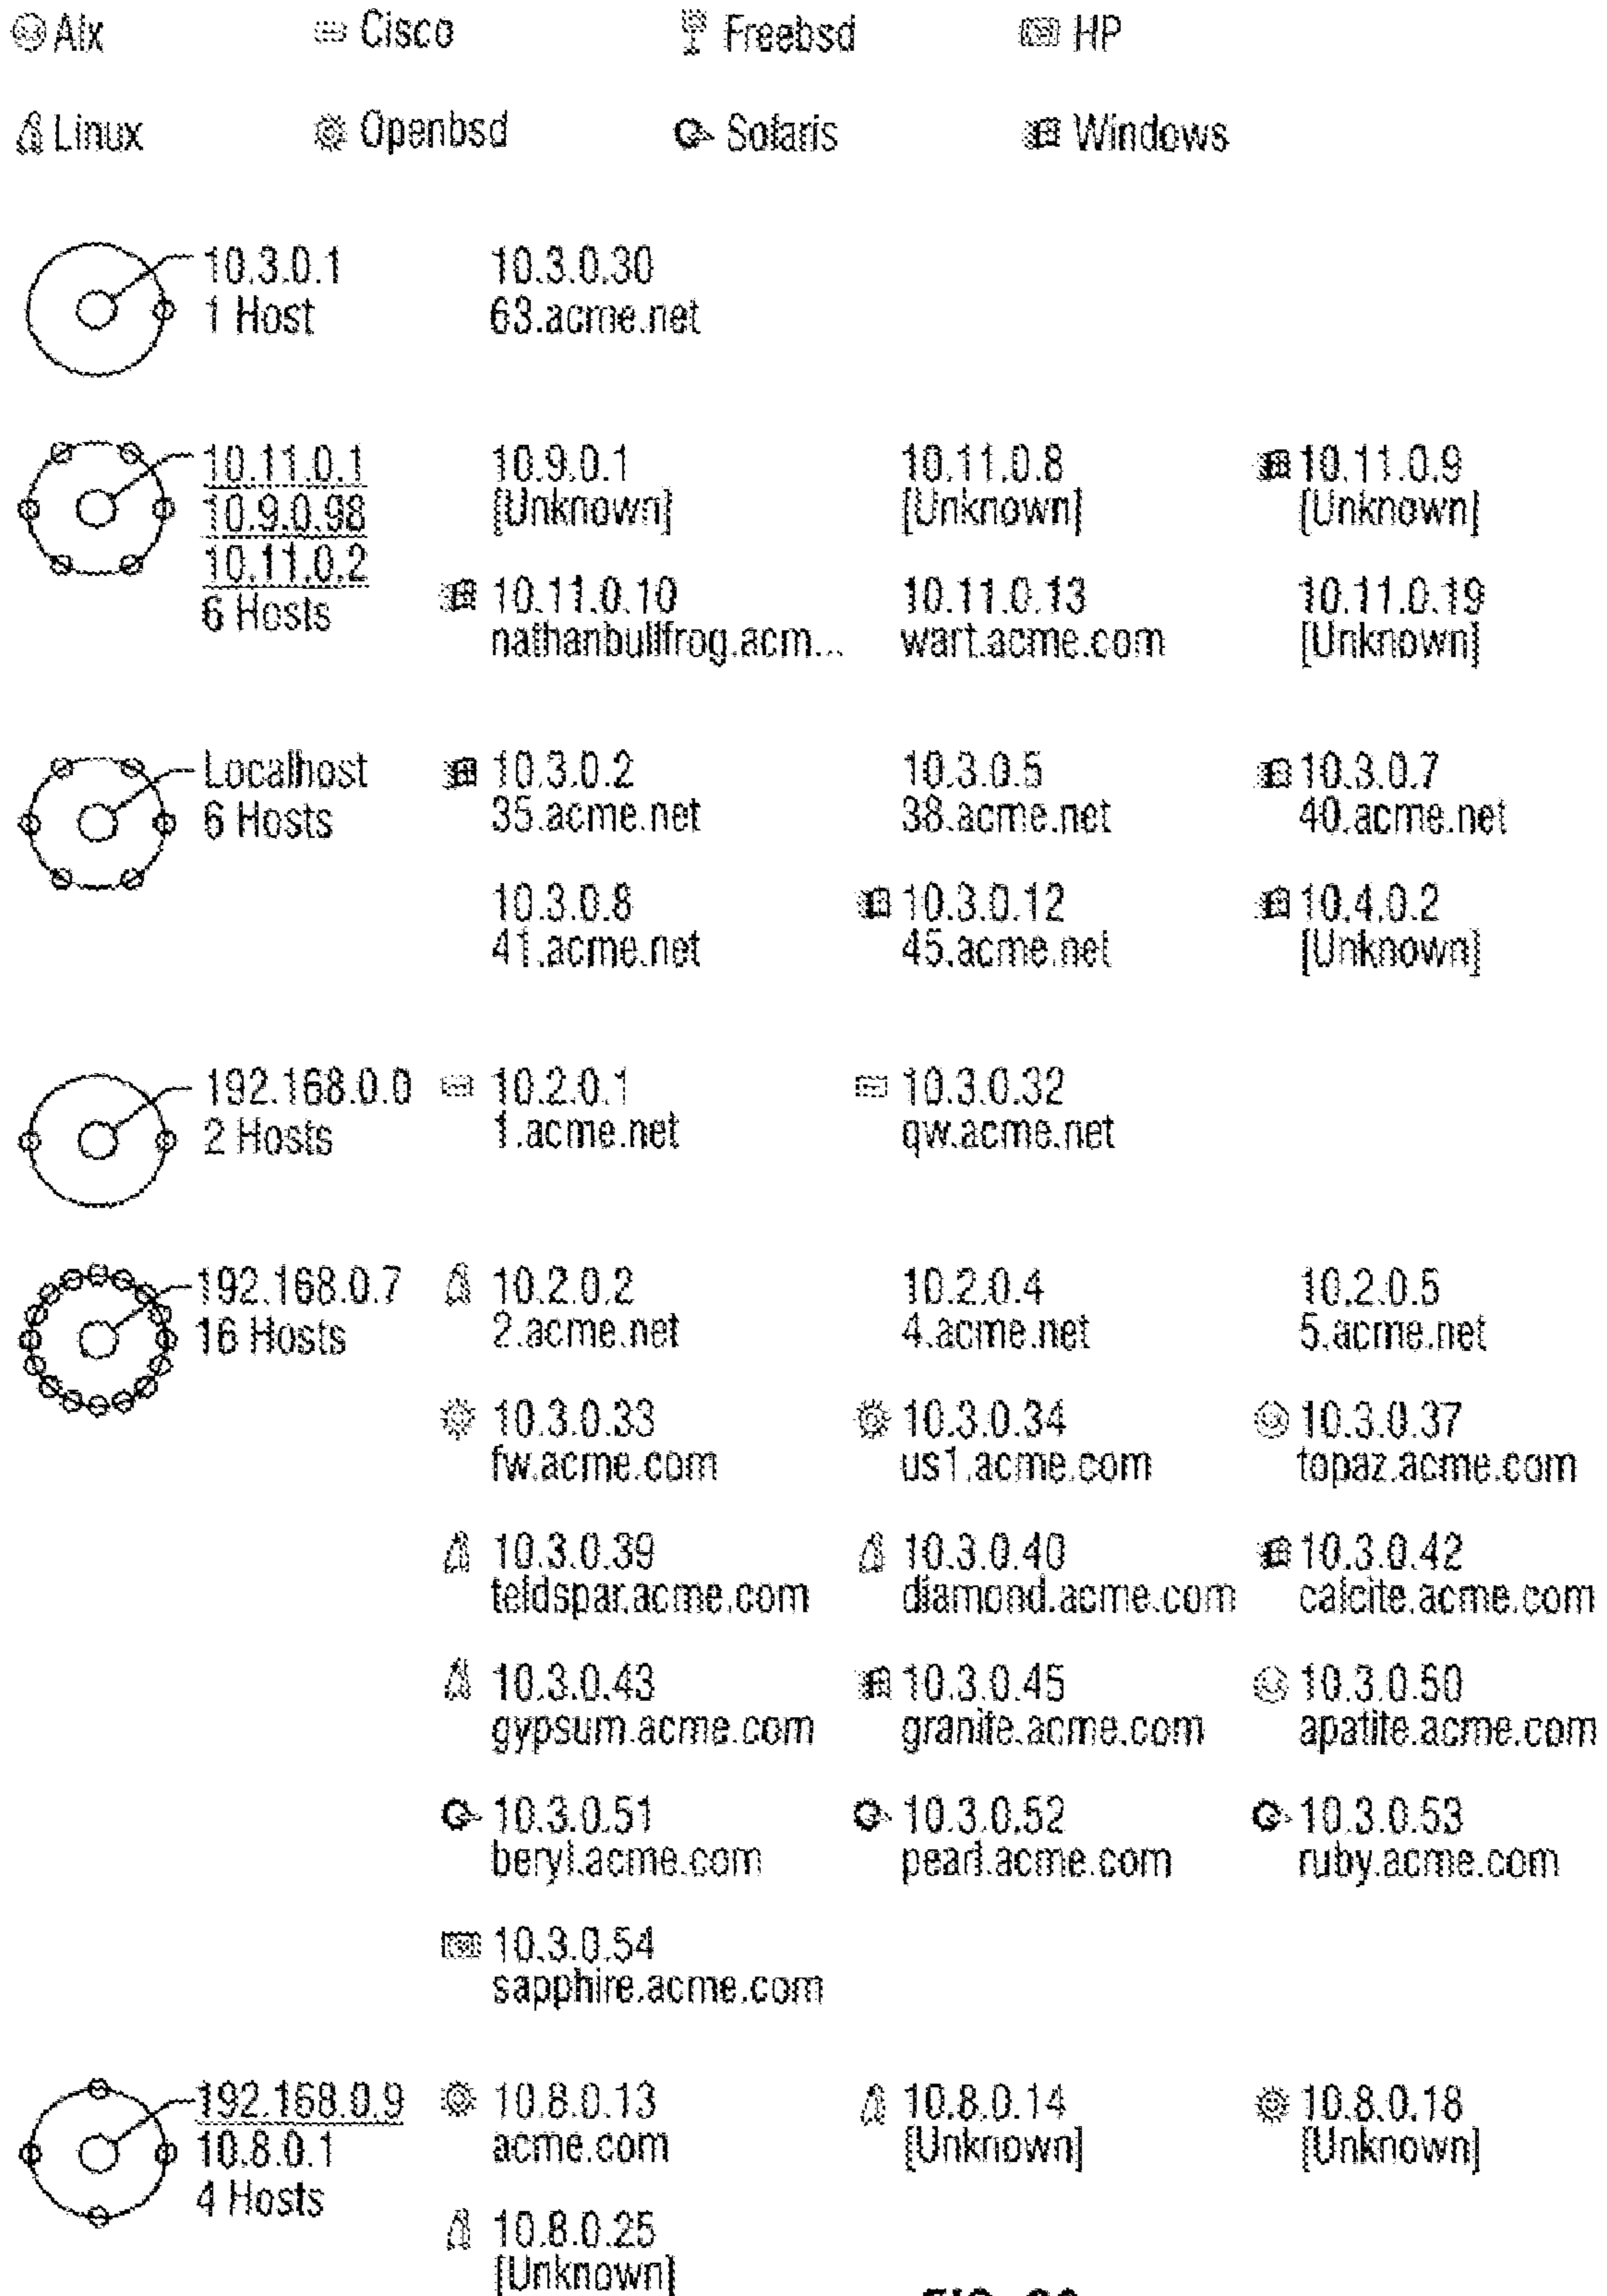 Aix Cisco Freebsd HP
Linux Openbsd Solaris Windows
10.3.0.1 10.3.0.30
1 Host 63.acme.net
10.11.0.1 10.9.0.1 10.11.0.8 10.11.0.9
10.9.0.98 [Unknown] [Unknown] [Unknown]
10.11.0.2 10.11.0.10 10.11.0.13 10.11.0.19
6 Hosts nathanbullfrog.acm... wart.acme.com [Unknown]
Localhost 10.3.0.2 10.3.0.5 10.3.0.7
6 Hosts 35.acme.net 38.acme.net 40.acme.net
10.3.0.8 10.3.0.12 10.4.0.2
41.acme.net 45.acme.net [Unknown]
192.168.0.0 10.2.0.1 10.3.0.32
2 Hosts 1.acme.net qw.acme.net
192.168.0.7 10.2.0.2 10.2.0.4 10.2.0.5
16 Hosts 2.acme.net 4.acme.net 5.acme.net
10.3.0.33 10.3.0.34 10.3.0.37
fw.acme.com us1.acme.com topaz.acme.com
10.3.0.39 10.3.0.40 10.3.0.42
teldspar.acme.com diamond.acme.com calcite.acme.com
10.3.0.43 10.3.0.45 10.3.0.50
gypsum.acme.com granite.acme.com apatite.acme.com
10.3.0.51 10.3.0.52 10.3.0.53
beryl.acme.com pearl.acme.com ruby.acme.com
10.3.0.54
sapphire.acme.com
192.168.0.9 10.8.0.13 10.8.0.14 10.8.0.18
10.8.0.1 acme.com [Unknown] [Unknown]
4 Hosts
10.8.0.25
[Unknown]